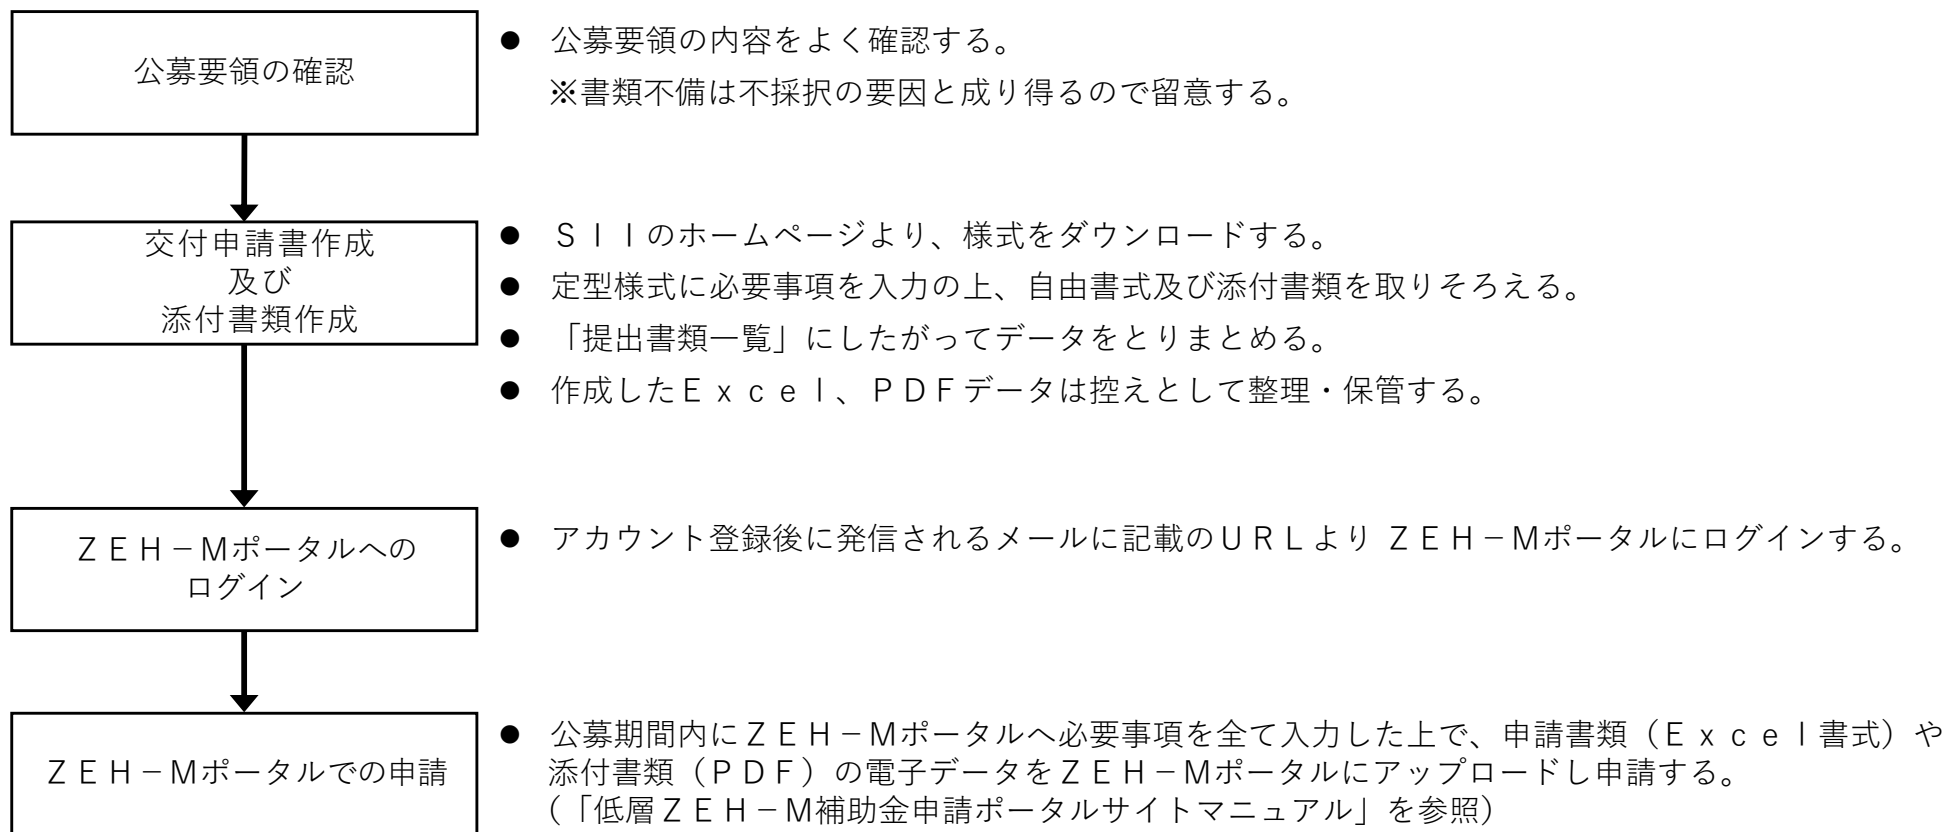 公募要領の確認
● 公募要領の内容をよく確認する。
※書類不備は不採択の要因と成り得るので留意する。
交付申請書作成
及び
添付書類作成
● ＳＩＩのホームページより、様式をダウンロードする。
● 定型様式に必要事項を入力の上、自由書式及び添付書類を取りそろえる。
● 「提出書類一覧」にしたがってデータをとりまとめる。
● 作成したＥｘｃｅｌ、ＰＤＦデータは控えとして整理・保管する。
ＺＥＨ－Ｍポータルへの
ログイン
● アカウント登録後に発信されるメールに記載のＵＲＬより ＺＥＨ－Ｍポータルにログインする。
ＺＥＨ－Ｍポータルでの申請
● 公募期間内にＺＥＨ－Ｍポータルへ必要事項を全て入力した上で、申請書類（Ｅｘｃｅｌ書式）や
添付書類（ＰＤＦ）の電子データをＺＥＨ－Ｍポータルにアップロードし申請する。
（「低層ＺＥＨ－Ｍ補助金申請ポータルサイトマニュアル」を参照）